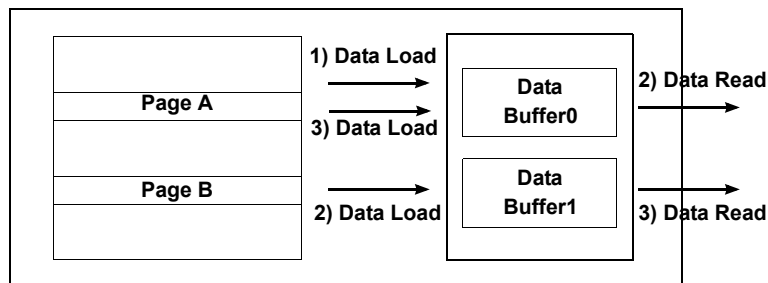 1) Data Load
Page A
3) Data Load
Page B
2) Data Load
Data
Buffer0
2) Data Read
Data
Buffer1
3) Data Read